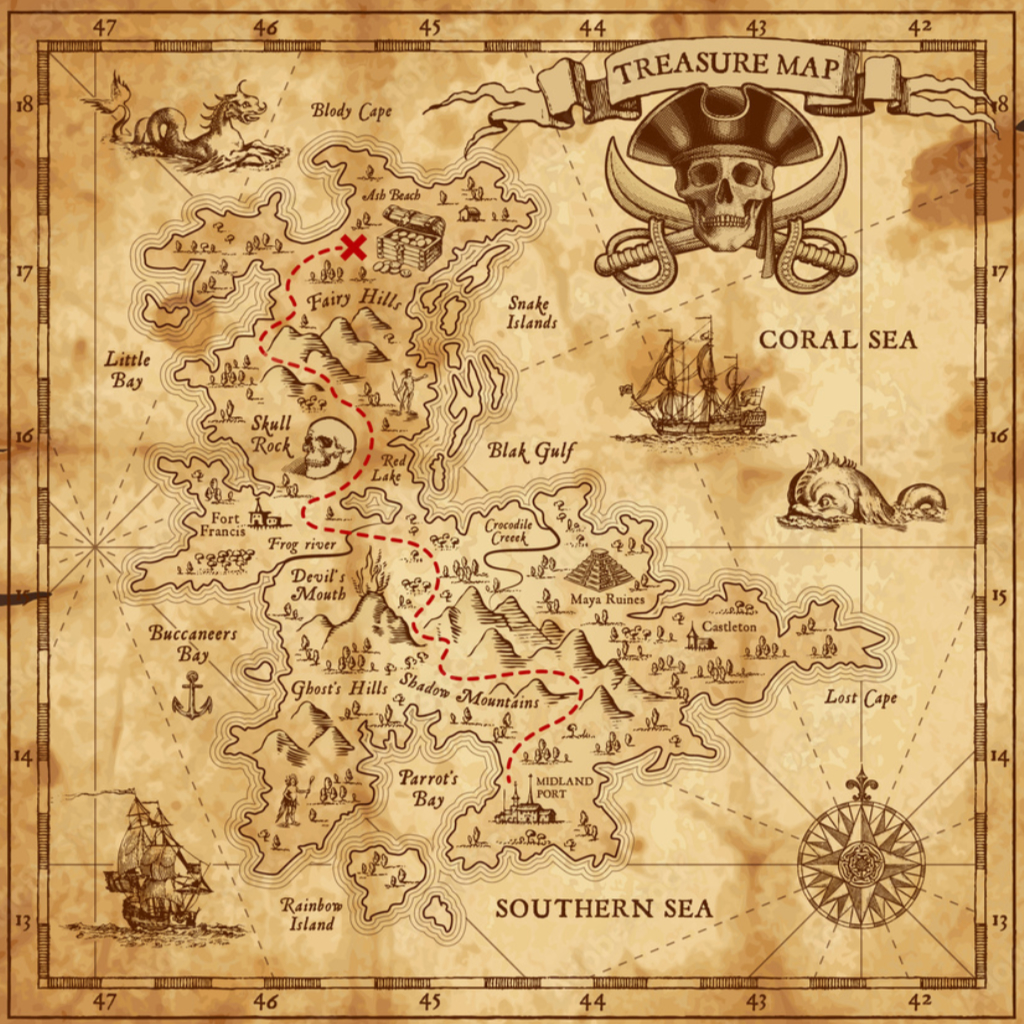 47 46 45 44 43 42
TREASURE MAP
18
8
Blody Cape
Ash Beach
17
17
Fairy Hills
Snake
Islands
CORAL SEA
Little
Bay
Skull
Rock
16
16
Blak Gulf
Red
Lake
Fort
Francis
Crocodile
Creeek
Frog river
Devil's
Mouth
Maya Ruines
15
Castleton
Buccaneers
Bay
Ghost's Hills
Shadow Mountains
Lost Cape
14
14
Parrot's
Bay
MIDLAND
PORT
Rainbow
Island
SOUTHERN SEA
13
13
47 46 45 44 43 42